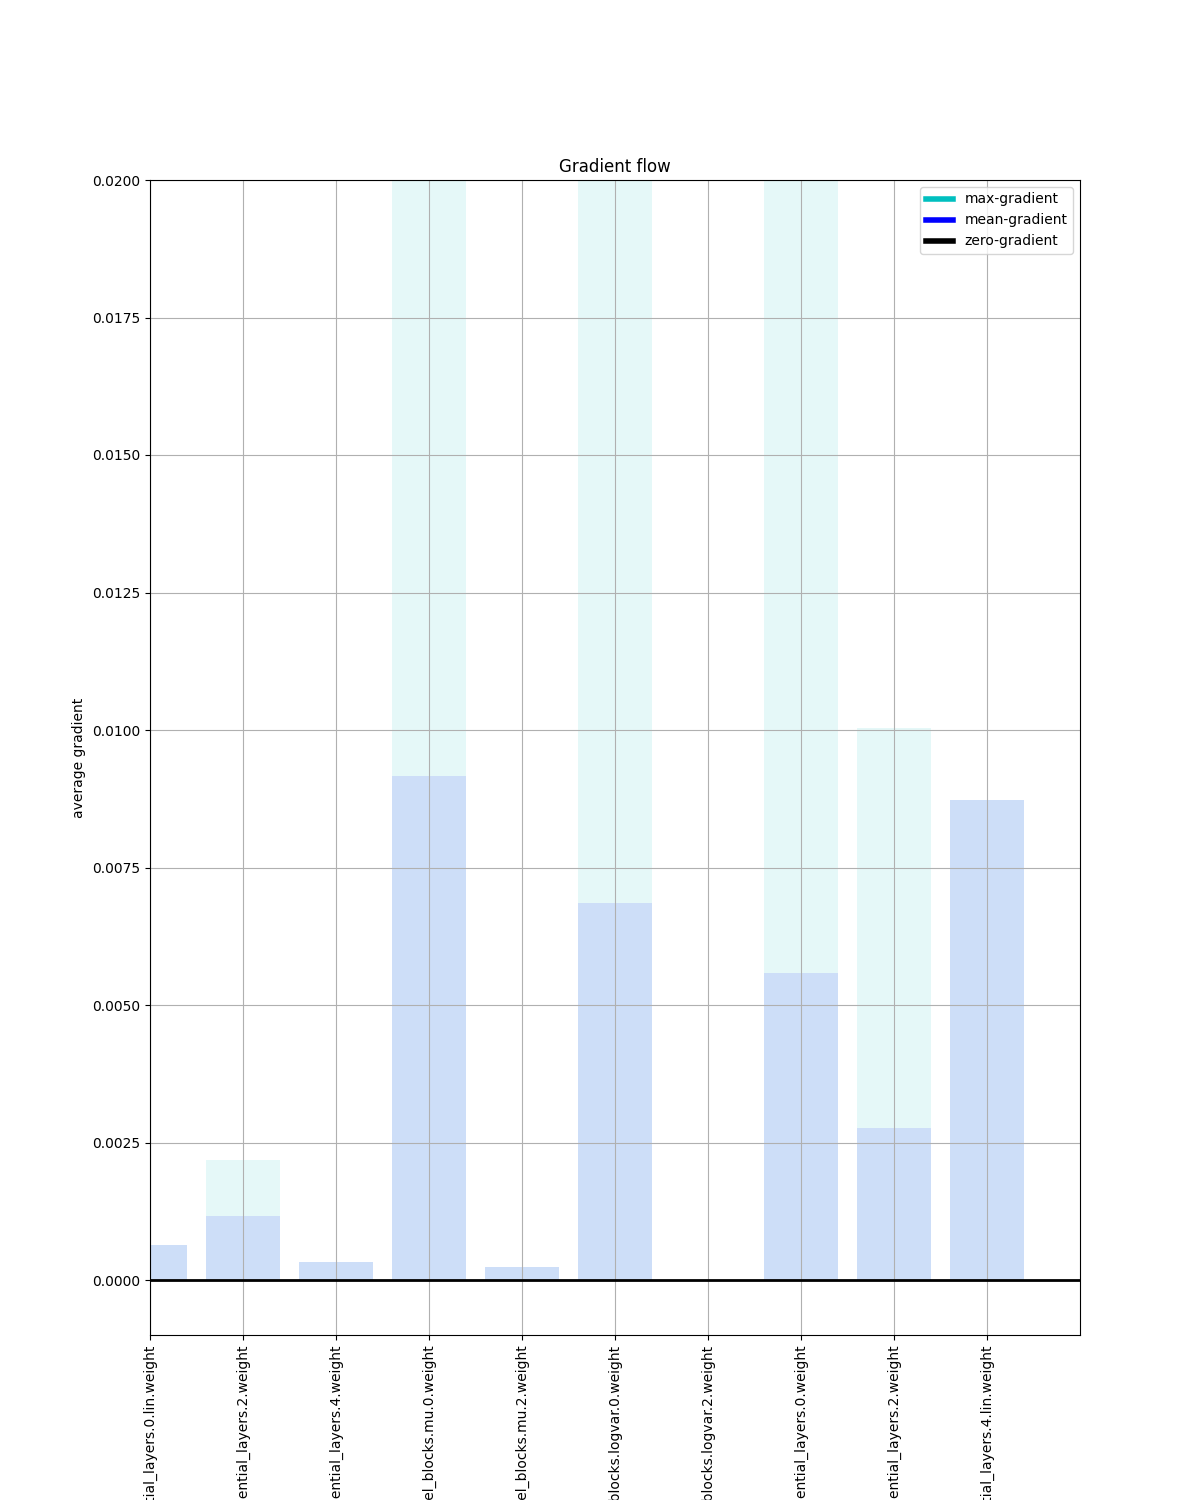 Gradient flow
max-gradient
mean-gradient
zero-gradient
0.0200
0.0175
0.0150
0.0125
0.0100
0.0075
0.0050
0.0025
0.0000
average gradient
tial_layers.0.lin.weight
ential_layers.2.weight
ential_layers.4.weight
el_blocks.mu.0.weight
el_blocks.mu.2.weight
blocks.logvar.0.weight
blocks.logvar.2.weight
ential_layers.0.weight
ential_layers.2.weight
tial_layers.4.lin.weight